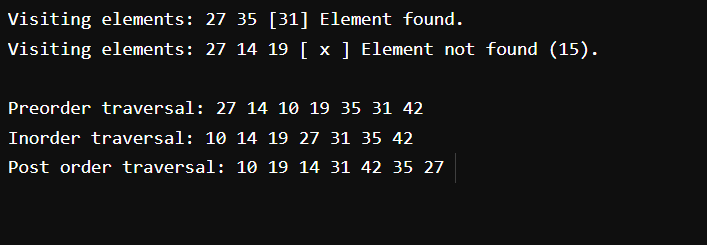 Visiting elements: 27 35 [31] Element found.
Visiting elements: 27 14 19 [ x ] Element not found (15).
Preorder traversal: 27 14 10 19 35 31 42
Inorder traversal: 10 14 19 27 31 35 42
Post order traversal: 10 19 14 31 42 35 27